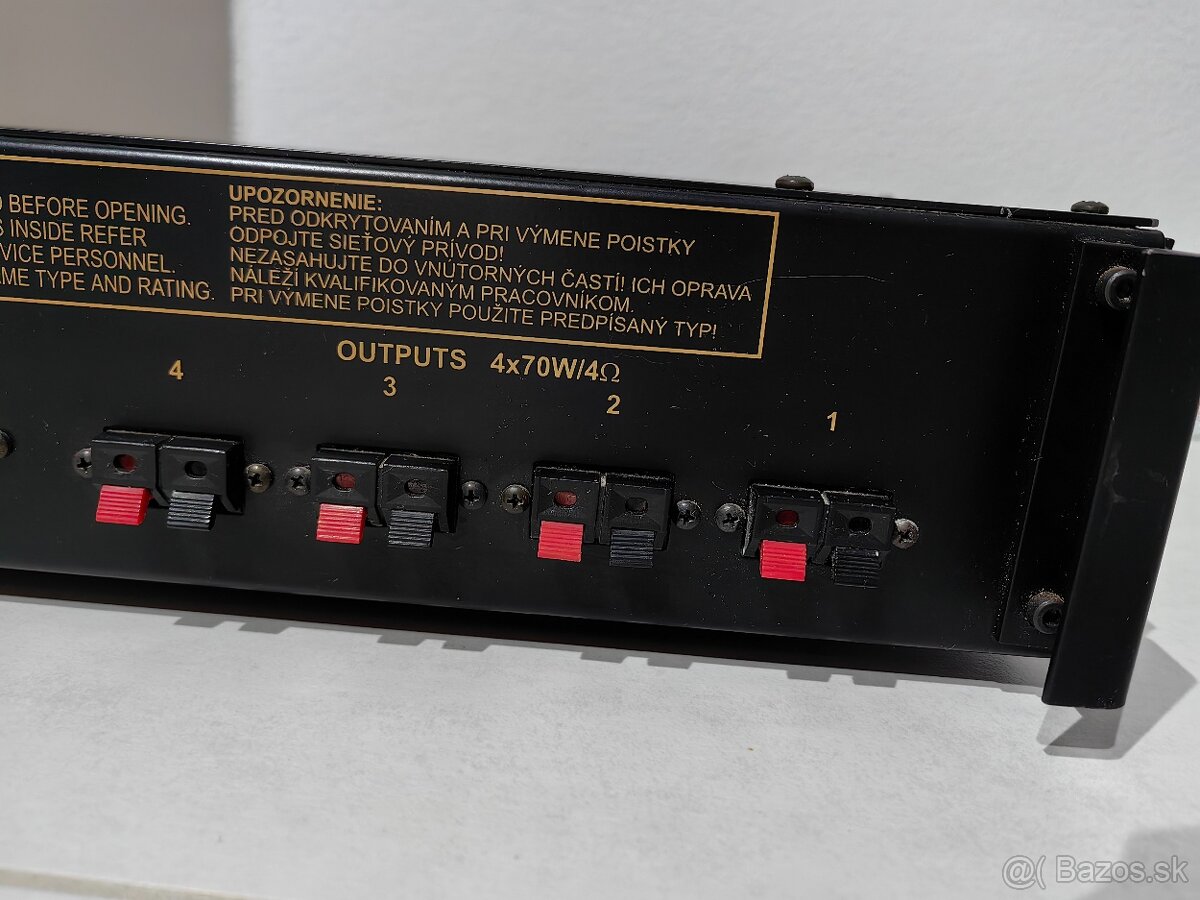 BEFORE OPENING.
INSIDE REFER
PERSONNEL.
TYPE AND RATING.
UPOZORNENIE:
PRED ODKRYTOVANÍM A PRI VÝMENE POISTKY
ODPOJTE SIEŤOVÝ PRÍVOD!
NEZASAHUJTE DO VNÚTORNÝCH ČASTÍ! ICH OPRAVA
NÁLEŽÍ KVALIFIKOVANÝM PRACOVNÍKOM.
PRI VÝMENE POISTKY POUŽITE PREDPÍSANÝ TYP!
OUTPUTS 4x70W/4Ω
4 3 2 1
@( Bazos.sk